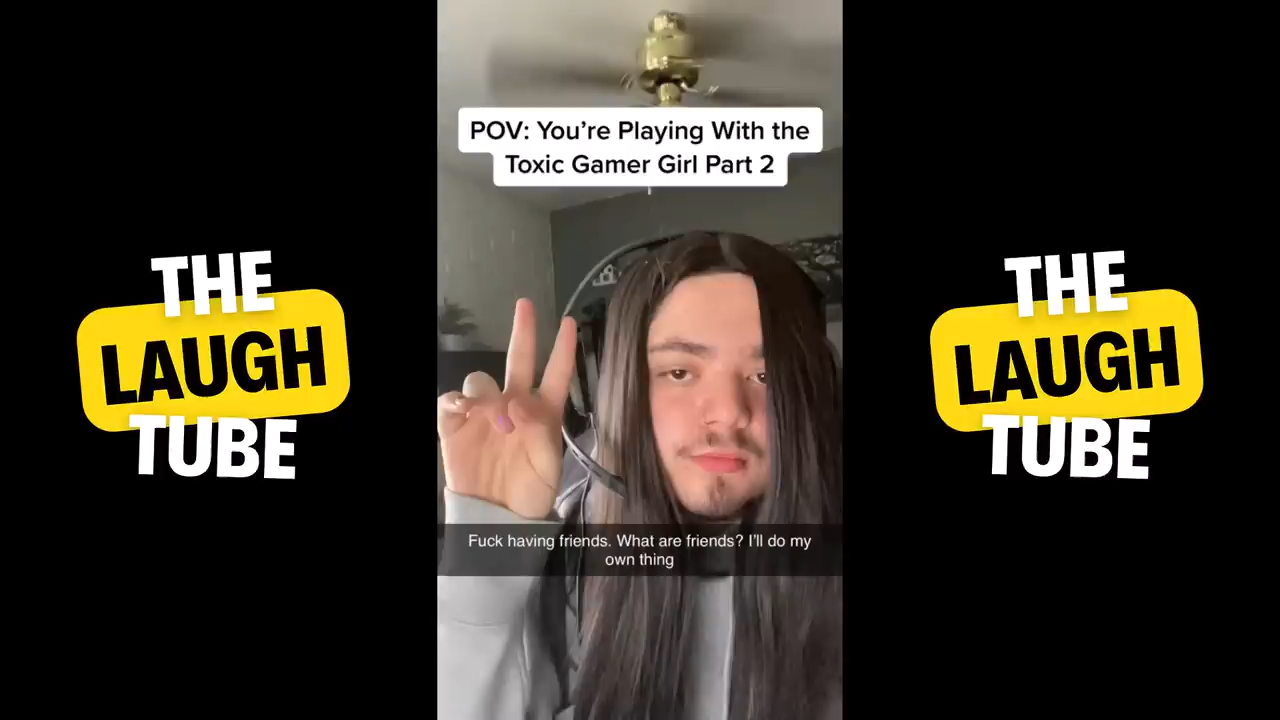 POV: You’re Playing With the
Toxic Gamer Girl Part 2
THE
LAUGH
TUBE
THE
LAUGH
TUBE
Fuck having friends. What are friends? I’ll do my
own thing